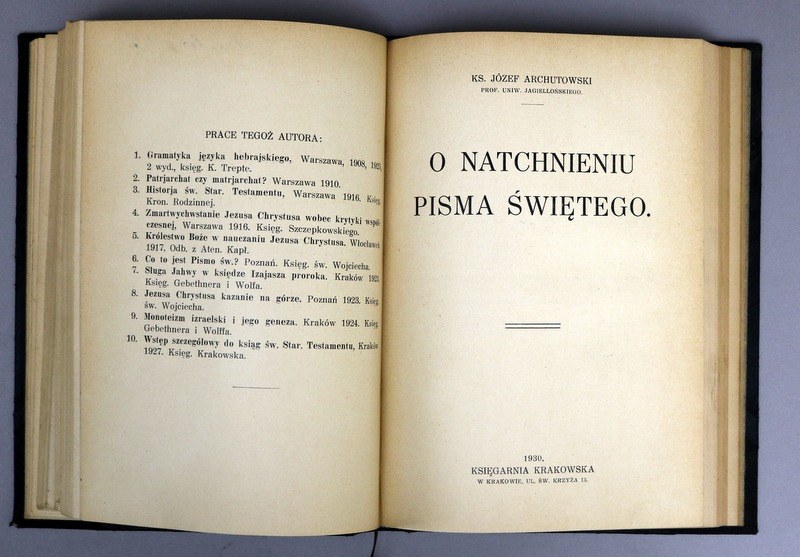 PRACE TEGOŻ AUTORA:
1. Gramatyka języka hebrajskiego, Warszawa, 1908, 1925
2 wyd., księg. K. Trepte.
2. Patrjarchat czy matrjarchat? Warszawa 1910.
3. Historja św. Star. Testamentu, Warszawa 1916. Księg.
Kron. Rodzinnej.
4. Zmartwychwstanie Jezusa Chrystusa wobec krytyki współ-
czesnej, Warszawa 1916. Księg. Szczepkowskiego.
5. Królestwo Boże w nauczaniu Jezusa Chrystusa. Włocławek
1917. Odb. z Aten. Kapł.
6. Co to jest Pismo św.? Poznań. Księg. św. Wojciecha.
7. Sługa Jahwy w księdze Izajasza proroka. Kraków 1923.
Księg. Gebethnera i Wolfa.
8. Jezusa Chrystusa kazanie na górze. Poznań 1923. Księg.
św. Wojciecha.
9. Monoteizm izraelski i jego geneza. Kraków 1924. Księg.
Gebethnera i Wolffa.
10. Wstęp szczegółowy do ksiąg św. Star. Testamentu, Kraków
1927. Księg. Krakowska.
KS. JÓZEF ARCHUTOWSKI
PROF. UNIW. JAGIELLOŃSKIEGO.
O NATCHNIENIU
PISMA ŚWIĘTEGO.
1930.
KSIĘGARNIA KRAKOWSKA
W KRAKOWIE, UL. ŚW. KRZYŻA 13.